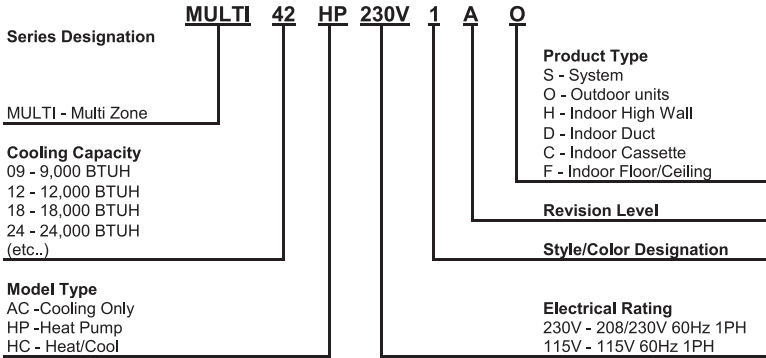 MULTI 42 HP 230V 1 A O
Series Designation
MULTI - Multi Zone
Cooling Capacity
09 - 9,000 BTUH
12 - 12,000 BTUH
18 - 18,000 BTUH
24 - 24,000 BTUH
(etc..)
Model Type
AC -Cooling Only
HP -Heat Pump
HC - Heat/Cool
Product Type
S - System
O - Outdoor units
H - Indoor High Wall
D - Indoor Duct
C - Indoor Cassette
F - Indoor Floor/Ceiling
Revision Level
Style/Color Designation
Electrical Rating
230V - 208/230V 60Hz 1PH
115V - 115V 60Hz 1PH